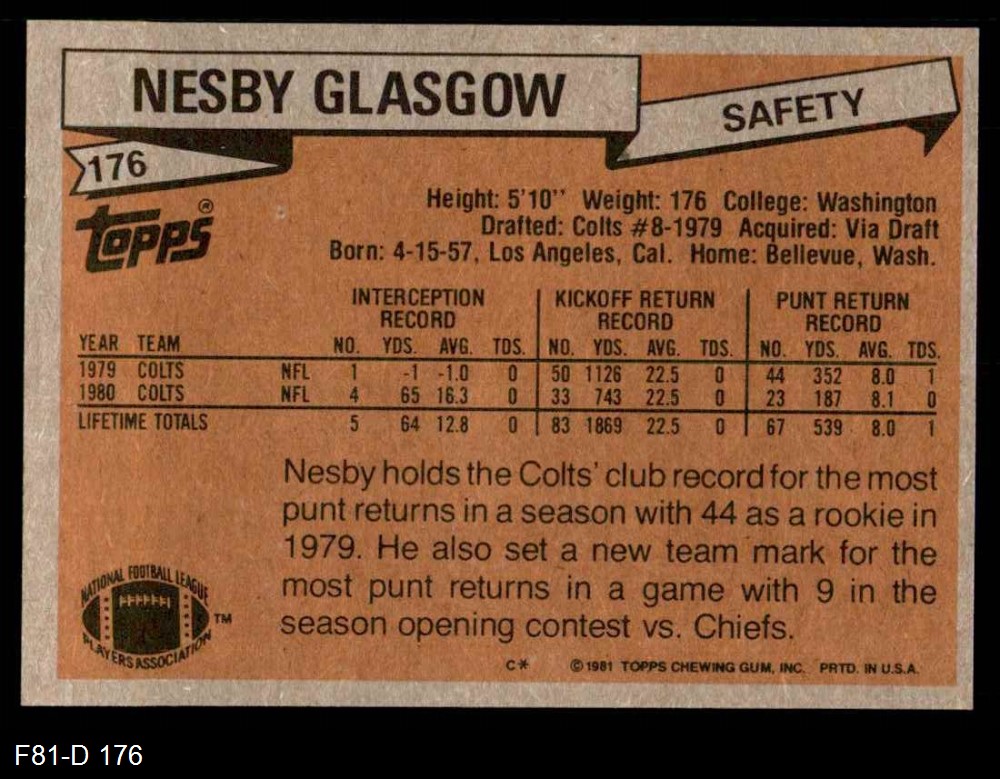 NESBY GLASGOW
SAFETY
176
Topps®
Height: 5'10'' Weight: 176 College: Washington
Drafted: Colts #8-1979 Acquired: Via Draft
Born: 4-15-57, Los Angeles, Cal. Home: Bellevue, Wash.
INTERCEPTION RECORD KICKOFF RETURN RECORD PUNT RETURN RECORD
YEAR TEAM NO. YDS. AVG. TDS. NO. YDS. AVG. TDS. NO. YDS. AVG. TDS.
1979 COLTS NFL 1 -1 -1.0 0 50 1126 22.5 0 44 352 8.0 1
1980 COLTS NFL 4 65 16.3 0 33 743 22.5 0 23 187 8.1 0
LIFETIME TOTALS 5 64 12.8 0 83 1869 22.5 0 67 539 8.0 1
Nesby holds the Colts' club record for the most
punt returns in a season with 44 as a rookie in
1979. He also set a new team mark for the
most punt returns in a game with 9 in the
season opening contest vs. Chiefs.
NATIONAL FOOTBALL LEAGUE
PLAYERS ASSOCIATION
TM
C* © 1981 TOPPS CHEWING GUM, INC. PRTD. IN U.S.A.
F81-D 176